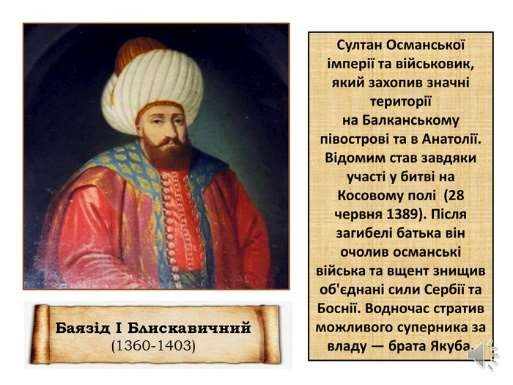 Султан Османської
імперії та військовик,
який захопив значні
території
на Балканському
півострові та в Анатолії.
Відомим став завдяки
участі у битві на
Косовому полі (28
червня 1389). Після
загибелі батька він
очолив османські
війська та вщент знищив
об'єднані сили Сербії та
Боснії. Водночас стратив
можливого суперника за
владу — брата Якуба.
Баязід І Блискавичний
(1360-1403)